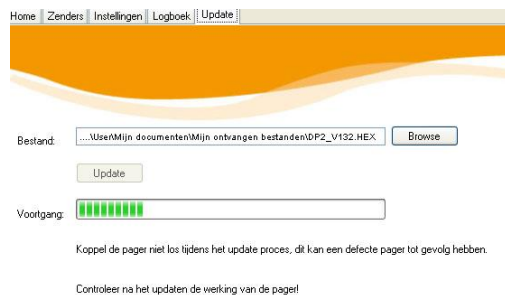 Home Zenders Instellingen Logboek Update
Bestand: ....\User\Mijn documenten\Mijn ontvangen bestanden\DP2_V132.HEX Browse
Update
Voortgang:
Koppel de pager niet los tijdens het update proces, dit kan een defecte pager tot gevolg hebben.
Controleer na het updaten de werking van de pager!